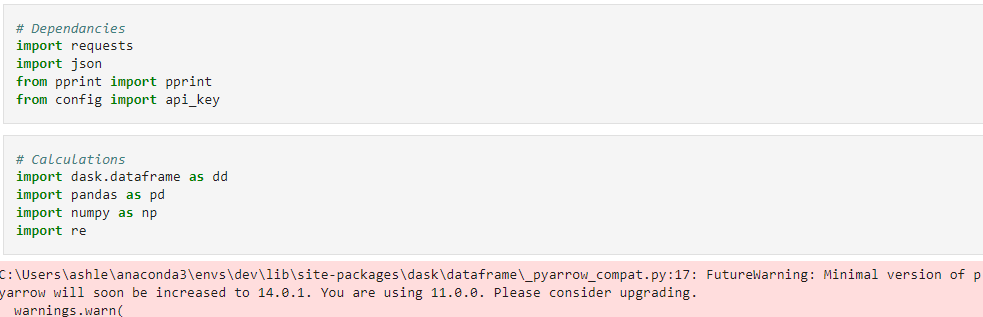 # Dependancies
import requests
import json
from pprint import pprint
from config import api_key
# Calculations
import dask.dataframe as dd
import pandas as pd
import numpy as np
import re
C:\Users\ashle\anaconda3\envs\dev\lib\site-packages\dask\dataframe\_pyarrow_compat.py:17: FutureWarning: Minimal version of p
yarrow will soon be increased to 14.0.1. You are using 11.0.0. Please consider upgrading.
  warnings.warn(